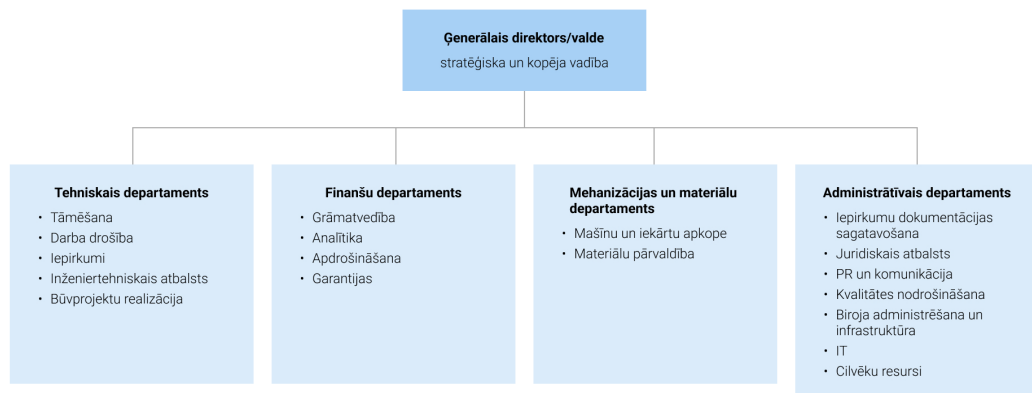 Ģenerālais direktors/valde
stratēģiska un kopēja vadība
Tehniskais departaments
• Tāmēšana
• Darba drošība
• Iepirkumi
• Inženiertehniskais atbalsts
• Būvprojektu realizācija
Finanšu departaments
• Grāmatvedība
• Analītika
• Apdrošināšana
• Garantijas
Mehanizācijas un materiālu
departaments
• Mašīnu un iekārtu apkope
• Materiālu pārvaldība
Administrātīvais departaments
• Iepirkumu dokumentācijas
sagatavošana
• Juridiskais atbalsts
• PR un komunikācija
• Kvalitātes nodrošināšana
• Biroja administrēšana un
infrastruktūra
• IT
• Cilvēku resursi